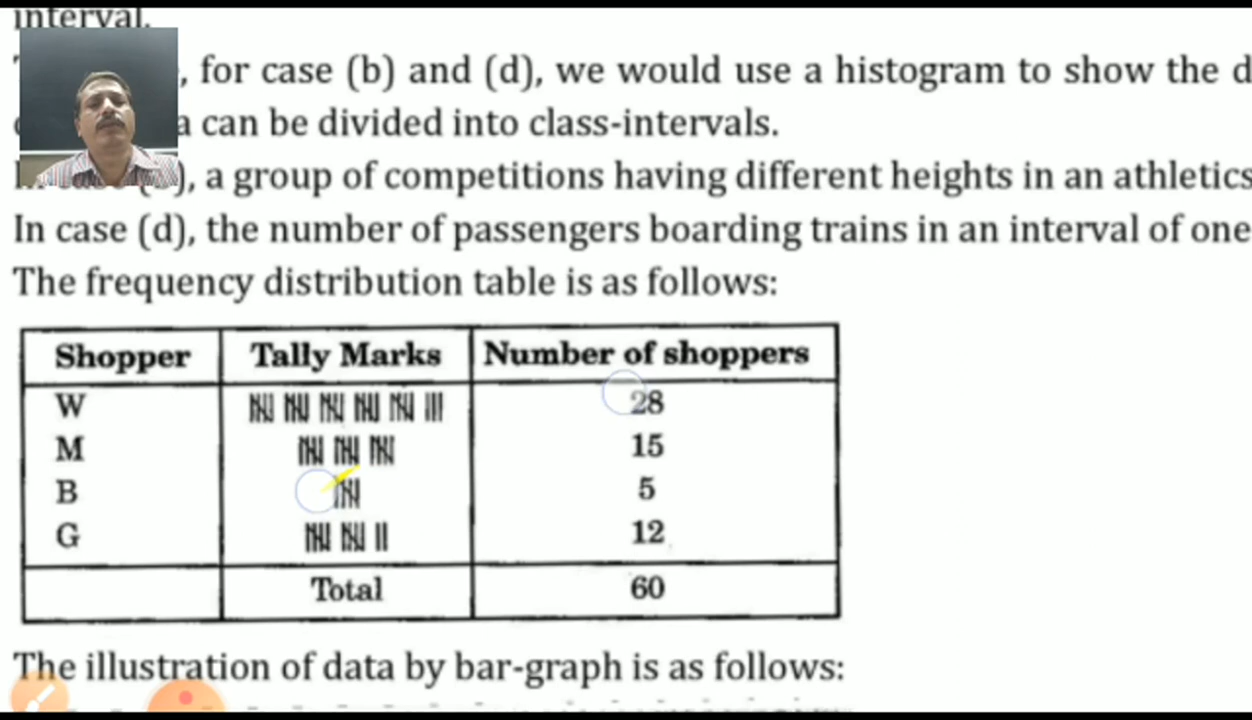 interval.
, for case (b) and (d), we would use a histogram to show the d
a can be divided into class-intervals.
), a group of competitions having different heights in an athletics
In case (d), the number of passengers boarding trains in an interval of one
The frequency distribution table is as follows:
Shopper Tally Marks Number of shoppers
W 28
M 15
B 5
G 12
Total 60
The illustration of data by bar-graph is as follows: